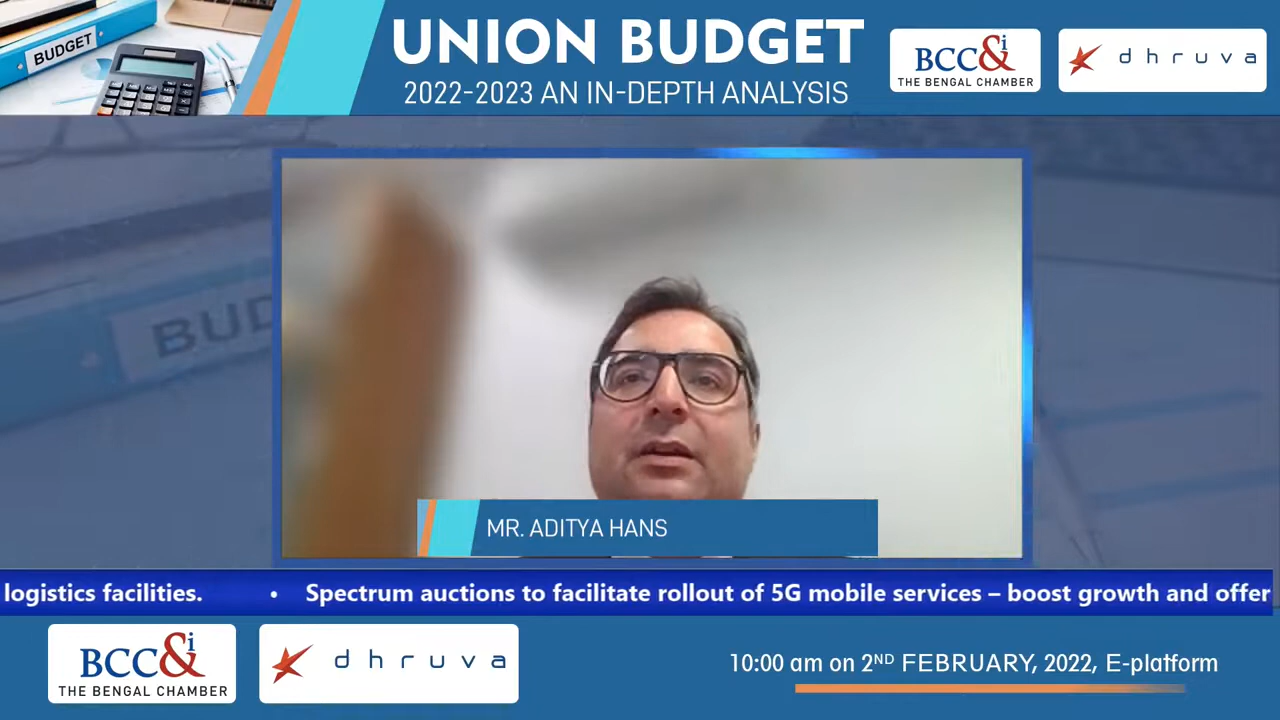 BUDGET
UNION BUDGET
2022-2023 AN IN-DEPTH ANALYSIS
BCC&i
THE BENGAL CHAMBER
dhruva
BUD
MR. ADITYA HANS
logistics facilities. • Spectrum auctions to facilitate rollout of 5G mobile services – boost growth and offer
BCC&i
THE BENGAL CHAMBER
dhruva
10:00 am on 2ND FEBRUARY, 2022, E-platform